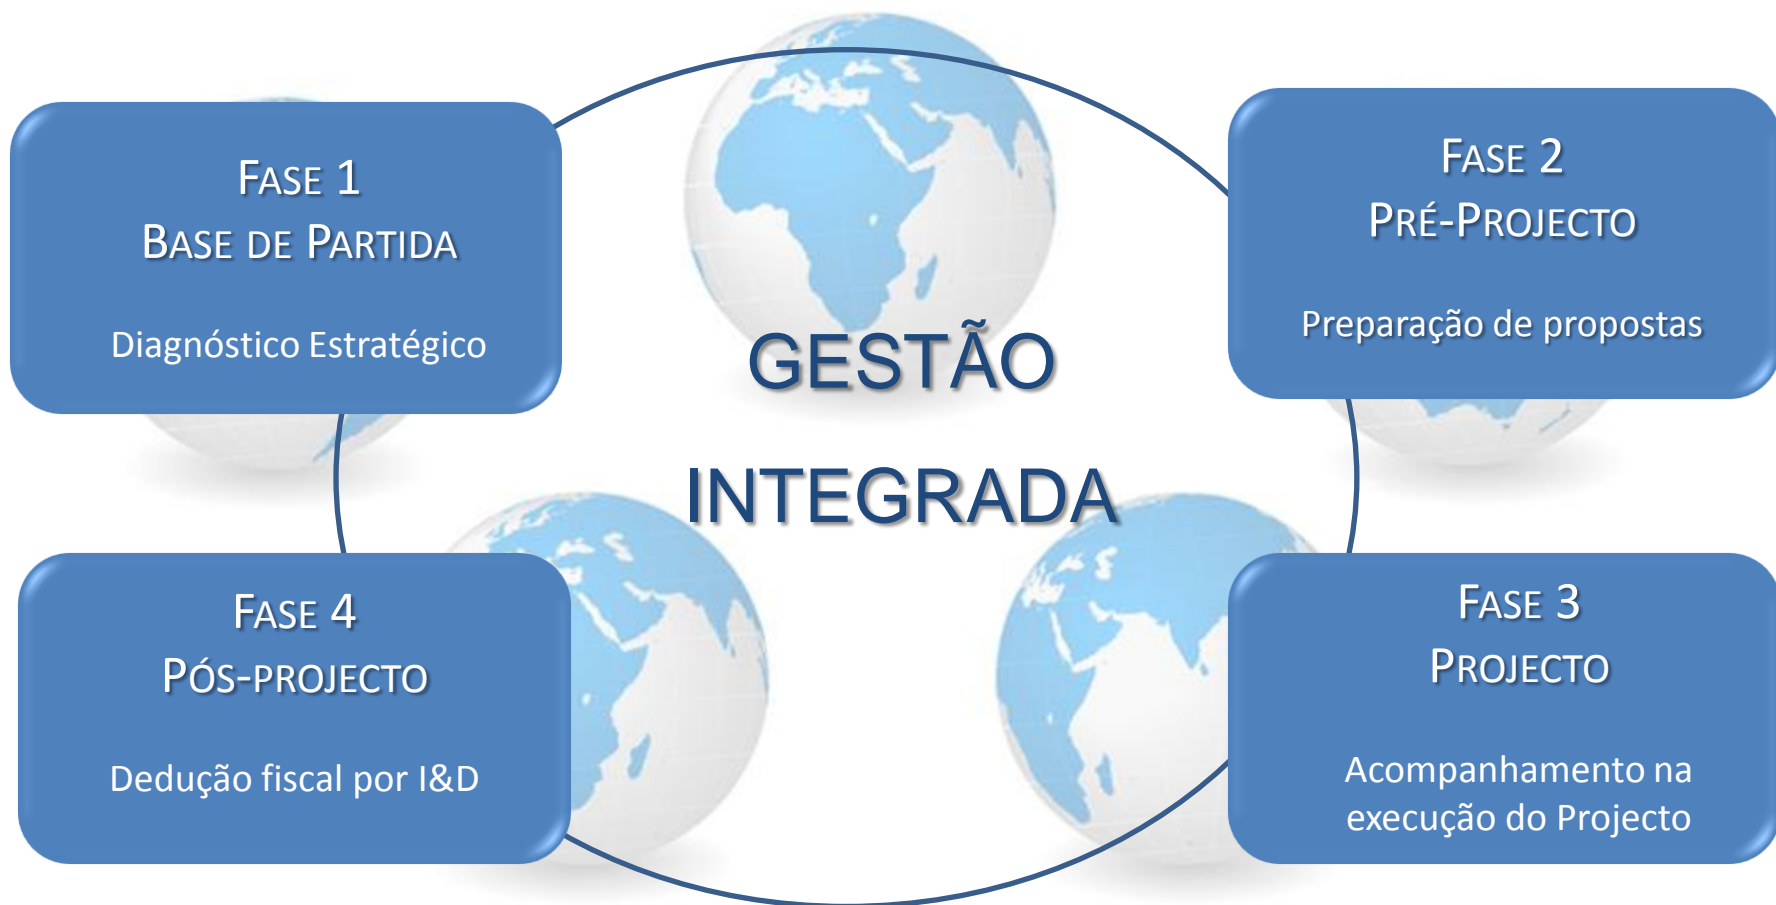 FASE 1
BASE DE PARTIDA
Diagnóstico Estratégico
FASE 2
PRÉ-PROJECTO
Preparação de propostas
GESTÃO
INTEGRADA
FASE 3
PROJECTO
Acompanhamento na
execução do Projecto
FASE 4
PÓS-PROJECTO
Dedução fiscal por I&D